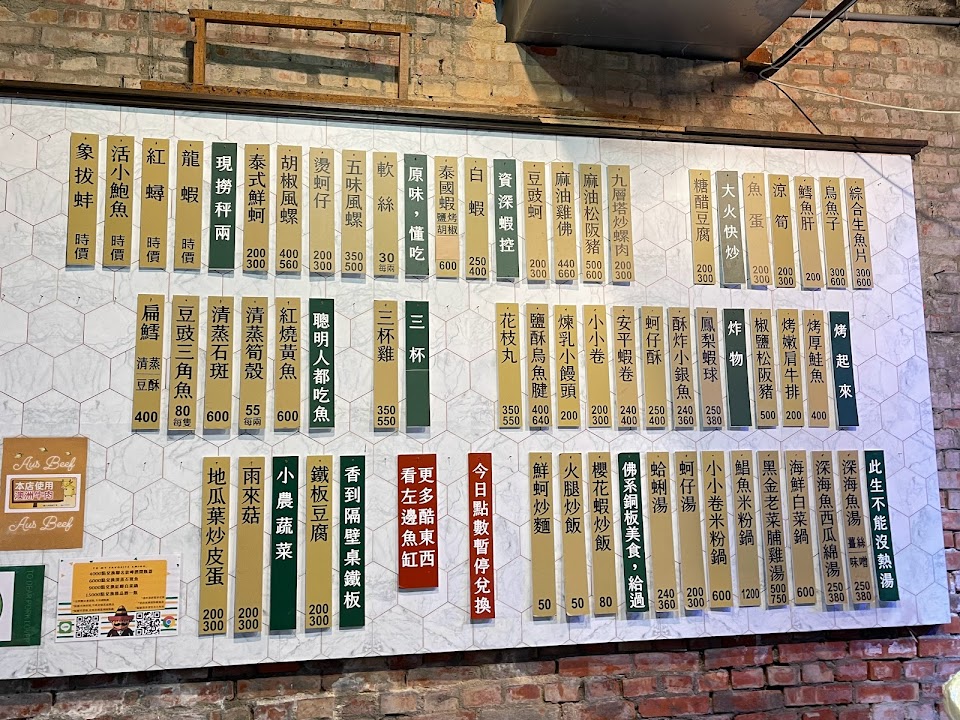 綜合生魚片 300 600
烏魚子 300
鱈魚肝 200
涼筍 200 300
魚蛋 200 300
大火快炒
糖醋豆腐 200 300
九層塔炒螺肉 200 300
麻油松阪豬 500 600
麻油雞佛 440 660
豆豉蚵 200 300
資深蝦控
白蝦 250 400
泰國蝦 鹽烤 胡椒 600
原味，懂吃
軟絲 30 每兩
五味風螺 350 500
燙蚵仔 200 300
胡椒風螺 400 560
泰式鮮蚵 200 300
現撈秤兩
龍蝦 時價
紅蟳 時價
活小鮑魚 時價
象拔蚌 時價
烤起來
烤厚鮭魚 400
烤嫩肩牛排 200
椒鹽松阪豬 500
炸物
鳳梨蝦球 250 380
酥炸小銀魚 240 360
蚵仔酥 250
安平蝦卷 240 400
小小卷 200 300
煉乳小饅頭 200
鹽酥烏魚腱 400 640
花枝丸 350 550
三杯
三杯雞 350 550
聰明人都吃魚
紅燒黃魚 600
清蒸筍殼 55 每兩
清蒸石斑 600
豆豉三角魚 80 每隻
扁鱈 清蒸 豆酥 400
此生不能沒熱湯
深海魚湯 薑絲 味噌 250
深海魚西瓜綿湯 250 380
海鮮白菜鍋 600
黑金老菜脯雞湯 500 750
鯧魚米粉鍋 1200
小小卷米粉鍋 600
蚵仔湯 200 300
蛤蜊湯 240 360
佛系銅板美食，給過
櫻花蝦炒飯 80
火腿炒飯 50
鮮蚵炒麵 50
今日點數暫停兌換
更多酷東西
看左邊魚缸
香到隔壁桌鐵板
鐵板豆腐 200 300
小農蔬菜
雨來菇 200 300
地瓜葉炒皮蛋 200 300
Aus Beef
本店使用
澳洲牛肉
Aus Beef